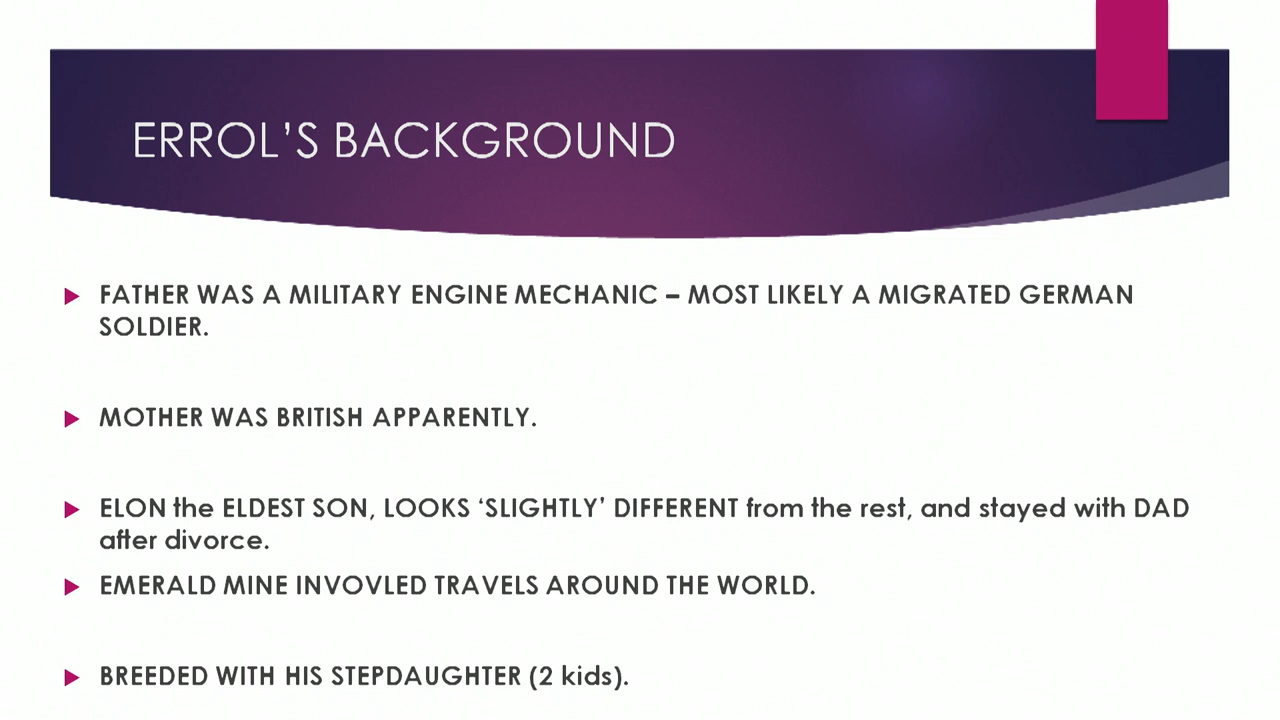 ERROL'S BACKGROUND
FATHER WAS A MILITARY ENGINE MECHANIC – MOST LIKELY A MIGRATED GERMAN
SOLDIER.
MOTHER WAS BRITISH APPARENTLY.
ELON the ELDEST SON, LOOKS ‘SLIGHTLY’ DIFFERENT from the rest, and stayed with DAD
after divorce.
EMERALD MINE INVOVLED TRAVELS AROUND THE WORLD.
BREEDED WITH HIS STEPDAUGHTER (2 kids).